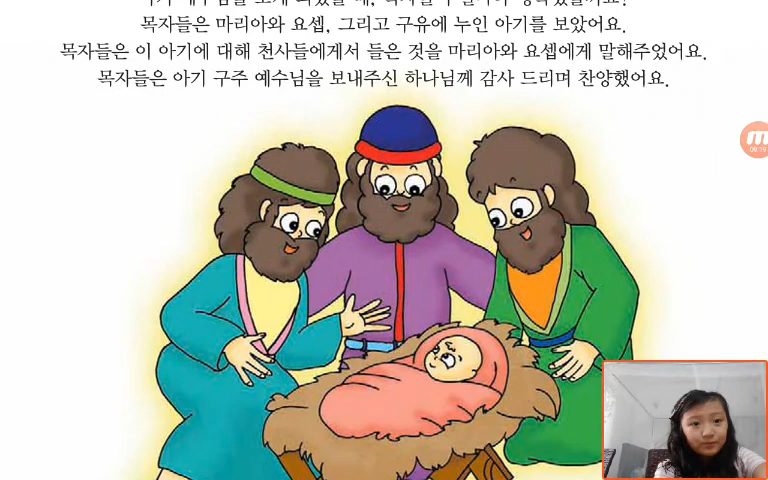 목자들은 마리아와 요셉, 그리고 구유에 누인 아기를 보았어요.
목자들은 이 아기에 대해 천사들에게서 들은 것을 마리아와 요셉에게 말해주었어요.
목자들은 아기 구주 예수님을 보내주신 하나님께 감사 드리며 찬양했어요.